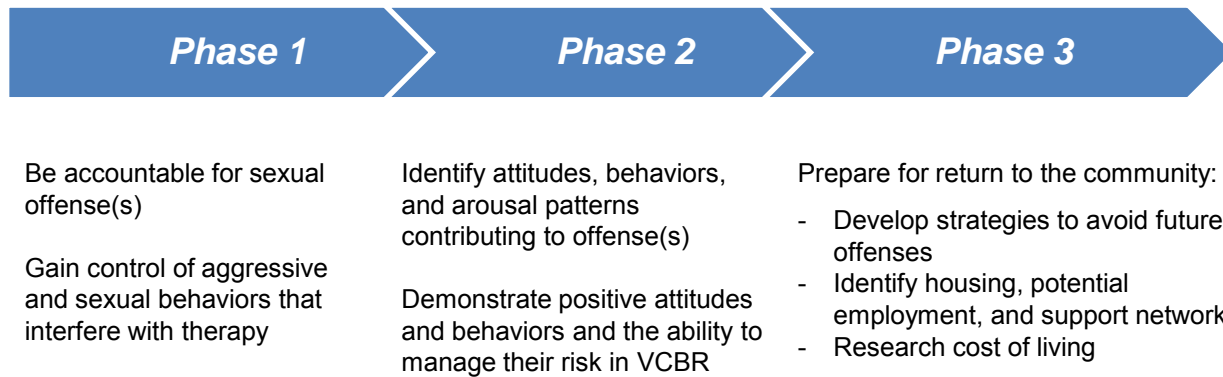 Phase 1
Phase 2
Phase 3
Be accountable for sexual
offense(s)
Gain control of aggressive
and sexual behaviors that
interfere with therapy
Identify attitudes, behaviors,
and arousal patterns
contributing to offense(s)
Demonstrate positive attitudes
and behaviors and the ability to
manage their risk in VCBR
Prepare for return to the community:
- Develop strategies to avoid future
offenses
- Identify housing, potential
employment, and support network
- Research cost of living